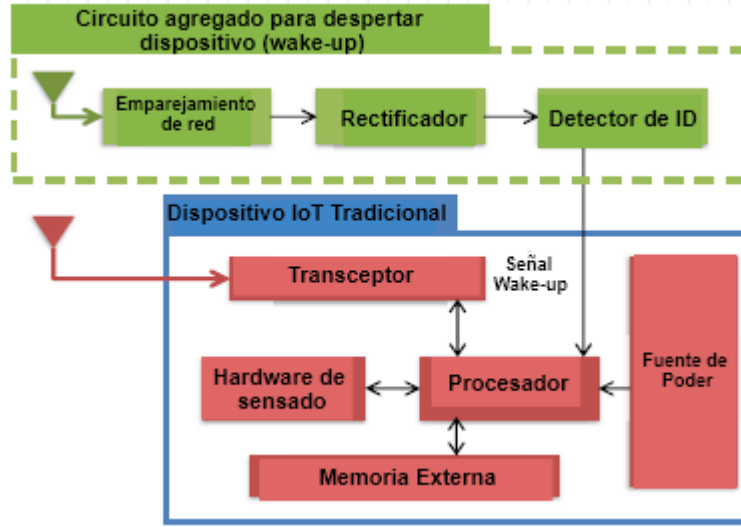 Circuito agregado para despertar
dispositivo (wake-up)
Emparejamiento
de red
Rectificador
Detector de ID
Dispositivo IoT Tradicional
Transceptor
Señal
Wake-up
Hardware de
sensado
Procesador
Fuente de
Poder
Memoria Externa